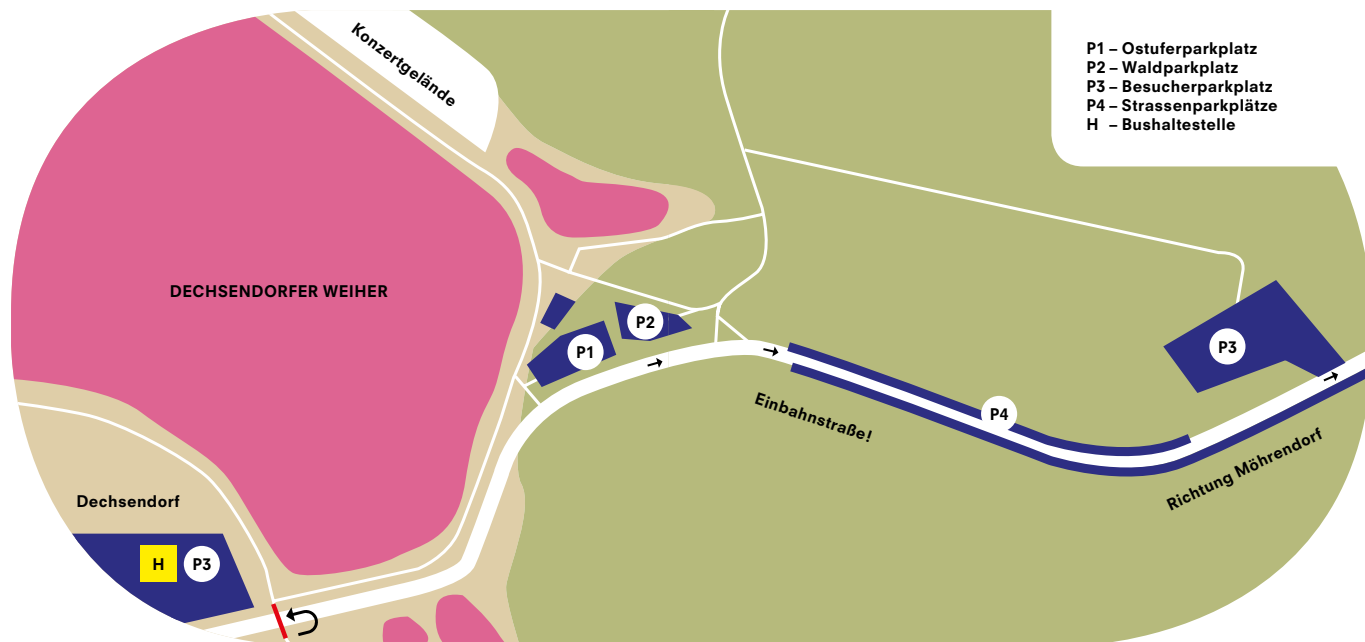 Konzertgelände
P1 – Ostuferparkplatz
P2 – Waldparkplatz
P3 – Besucherparkplatz
P4 – Strassenparkplätze
H – Bushaltestelle
DECHSENDORFER WEIHER
P2
P1
P3
P4
Einbahnstraße!
Richtung Möhrendorf
Dechsendorf
H
P3